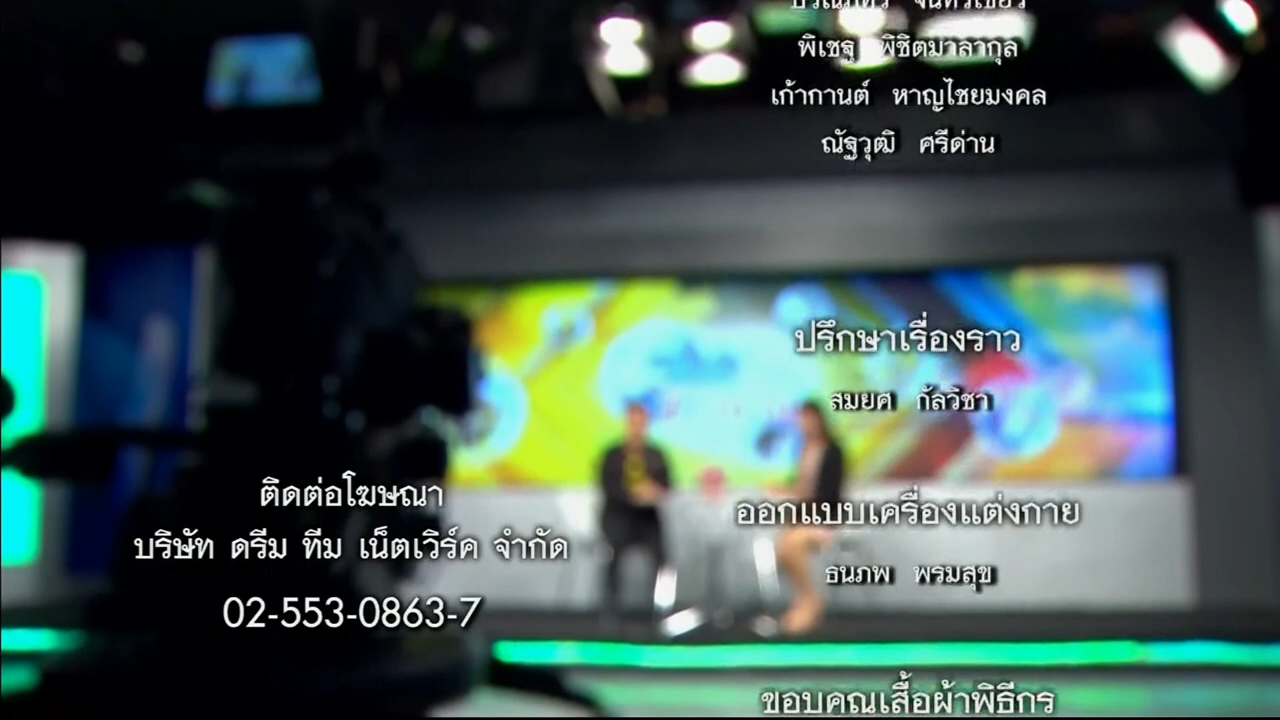 พิเชฐ พิชิตมาลากุล
เก้ากานต์ หาญไชยมงคล
ณัฐวุฒิ ศรีด่าน
ปรึกษาเรื่องราว
สมยศ กัลวิชา
ออกแบบเครื่องแต่งกาย
ธนภพ พรมสุข
ขอบคุณเสื้อผ้าพิธีกร
ติดต่อโฆษณา
บริษัท ดรีม ทีม เน็ตเวิร์ค จำกัด
02-553-0863-7